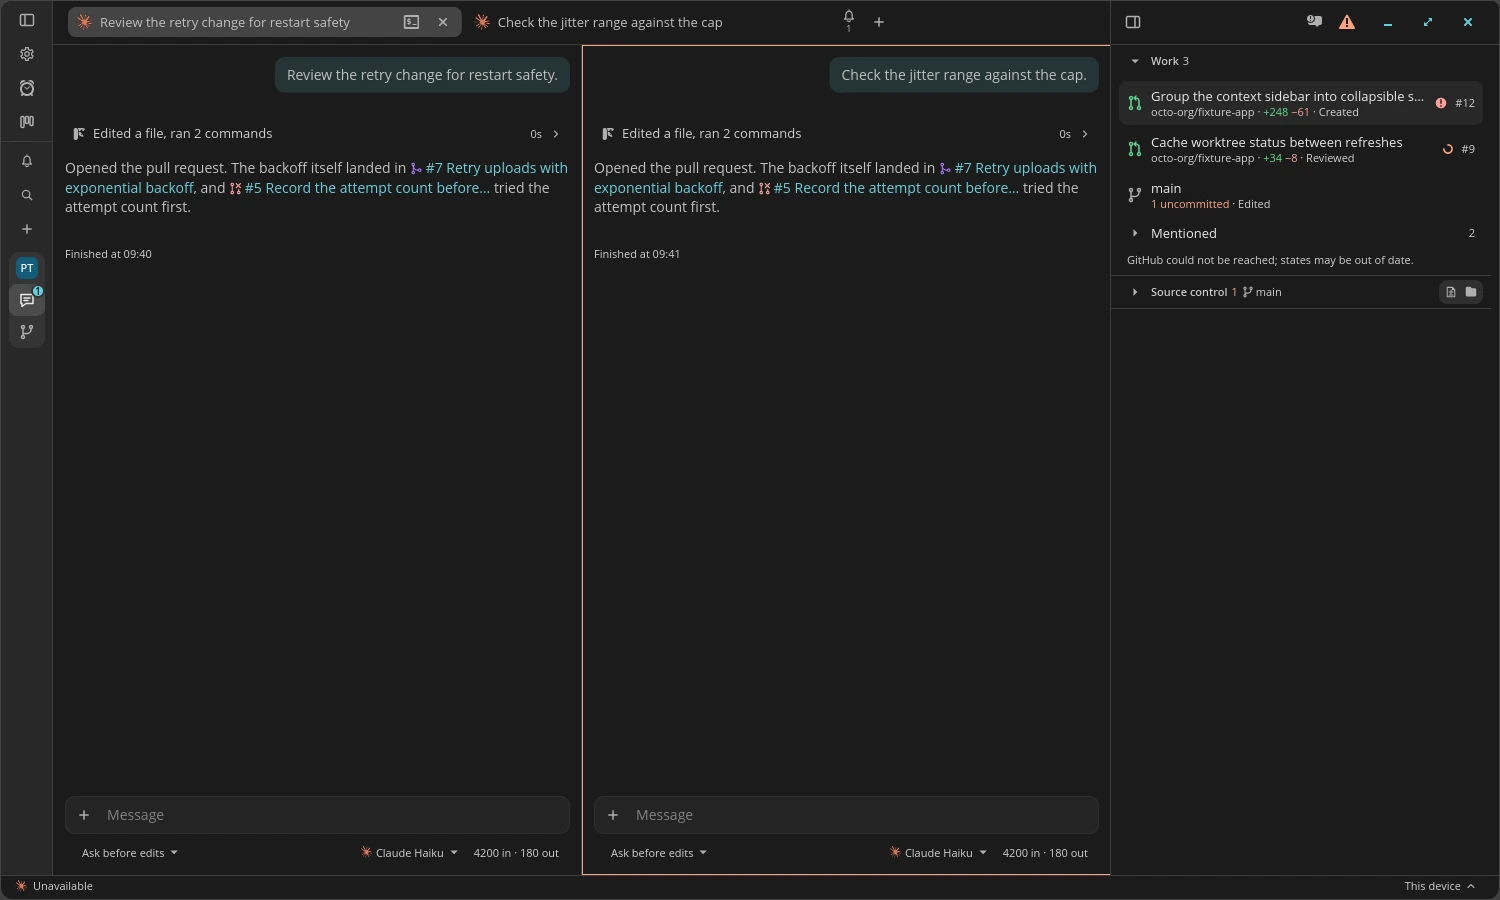 Review the retry change for restart safety
Check the jitter range against the cap
1
Review the retry change for restart safety.
Edited a file, ran 2 commands
0s
Opened the pull request. The backoff itself landed in #7 Retry uploads with
exponential backoff, and #5 Record the attempt count before... tried the
attempt count first.
Finished at 09:40
Message
Ask before edits
Claude Haiku
4200 in · 180 out
Check the jitter range against the cap.
Edited a file, ran 2 commands
0s
Opened the pull request. The backoff itself landed in #7 Retry uploads with
exponential backoff, and #5 Record the attempt count before... tried the
attempt count first.
Finished at 09:41
Message
Ask before edits
Claude Haiku
4200 in · 180 out
Work 3
Group the context sidebar into collapsible s... #12
octo-org/fixture-app · +248 −61 · Created
Cache worktree status between refreshes #9
octo-org/fixture-app · +34 −8 · Reviewed
main
1 uncommitted · Edited
Mentioned 2
GitHub could not be reached; states may be out of date.
Source control 1 main
PT
1
Unavailable
This device